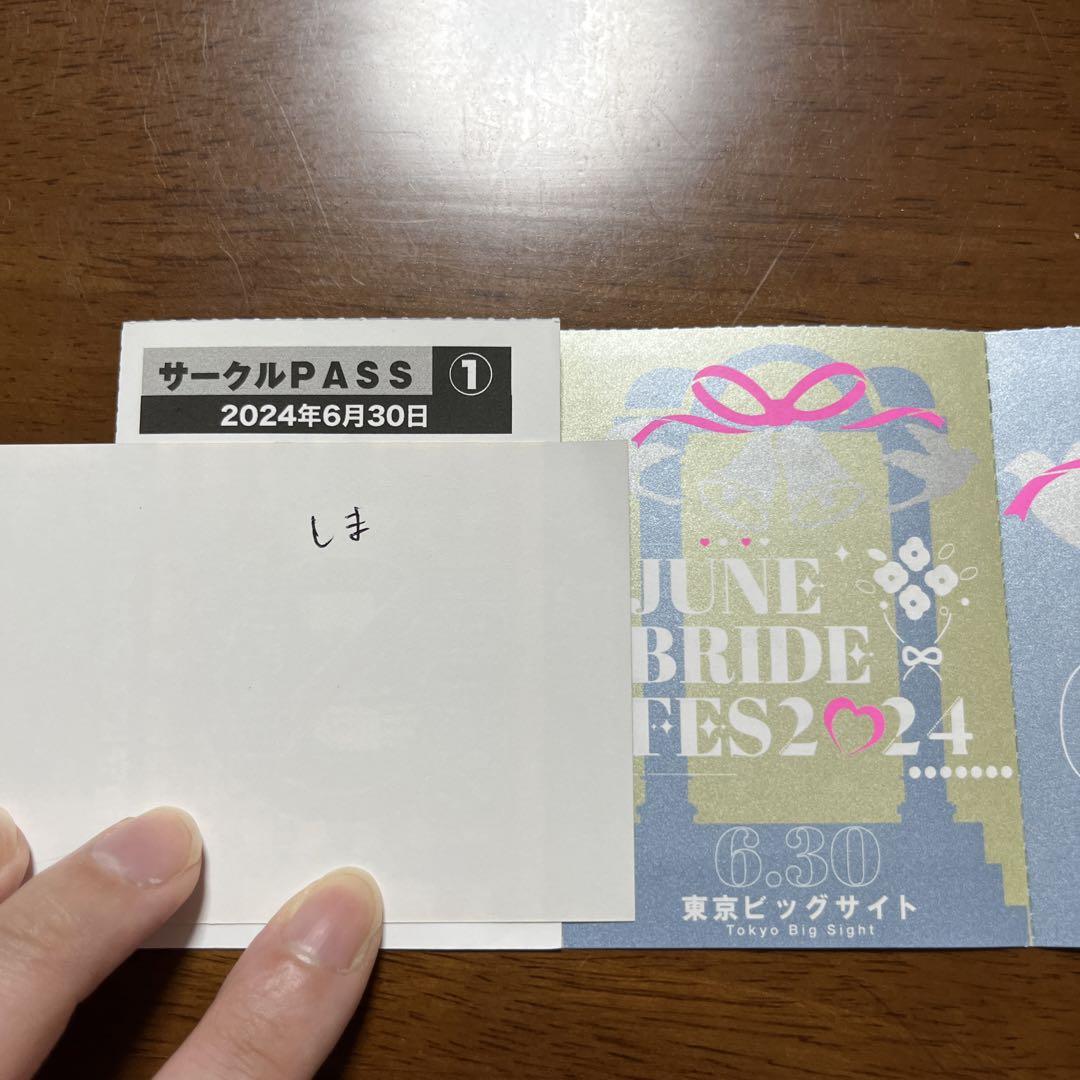 サークルPASS ①
2024年6月30日
しま
JUNE
BRIDE
FES2024
6.30
東京ビッグサイト
Tokyo Big Sight